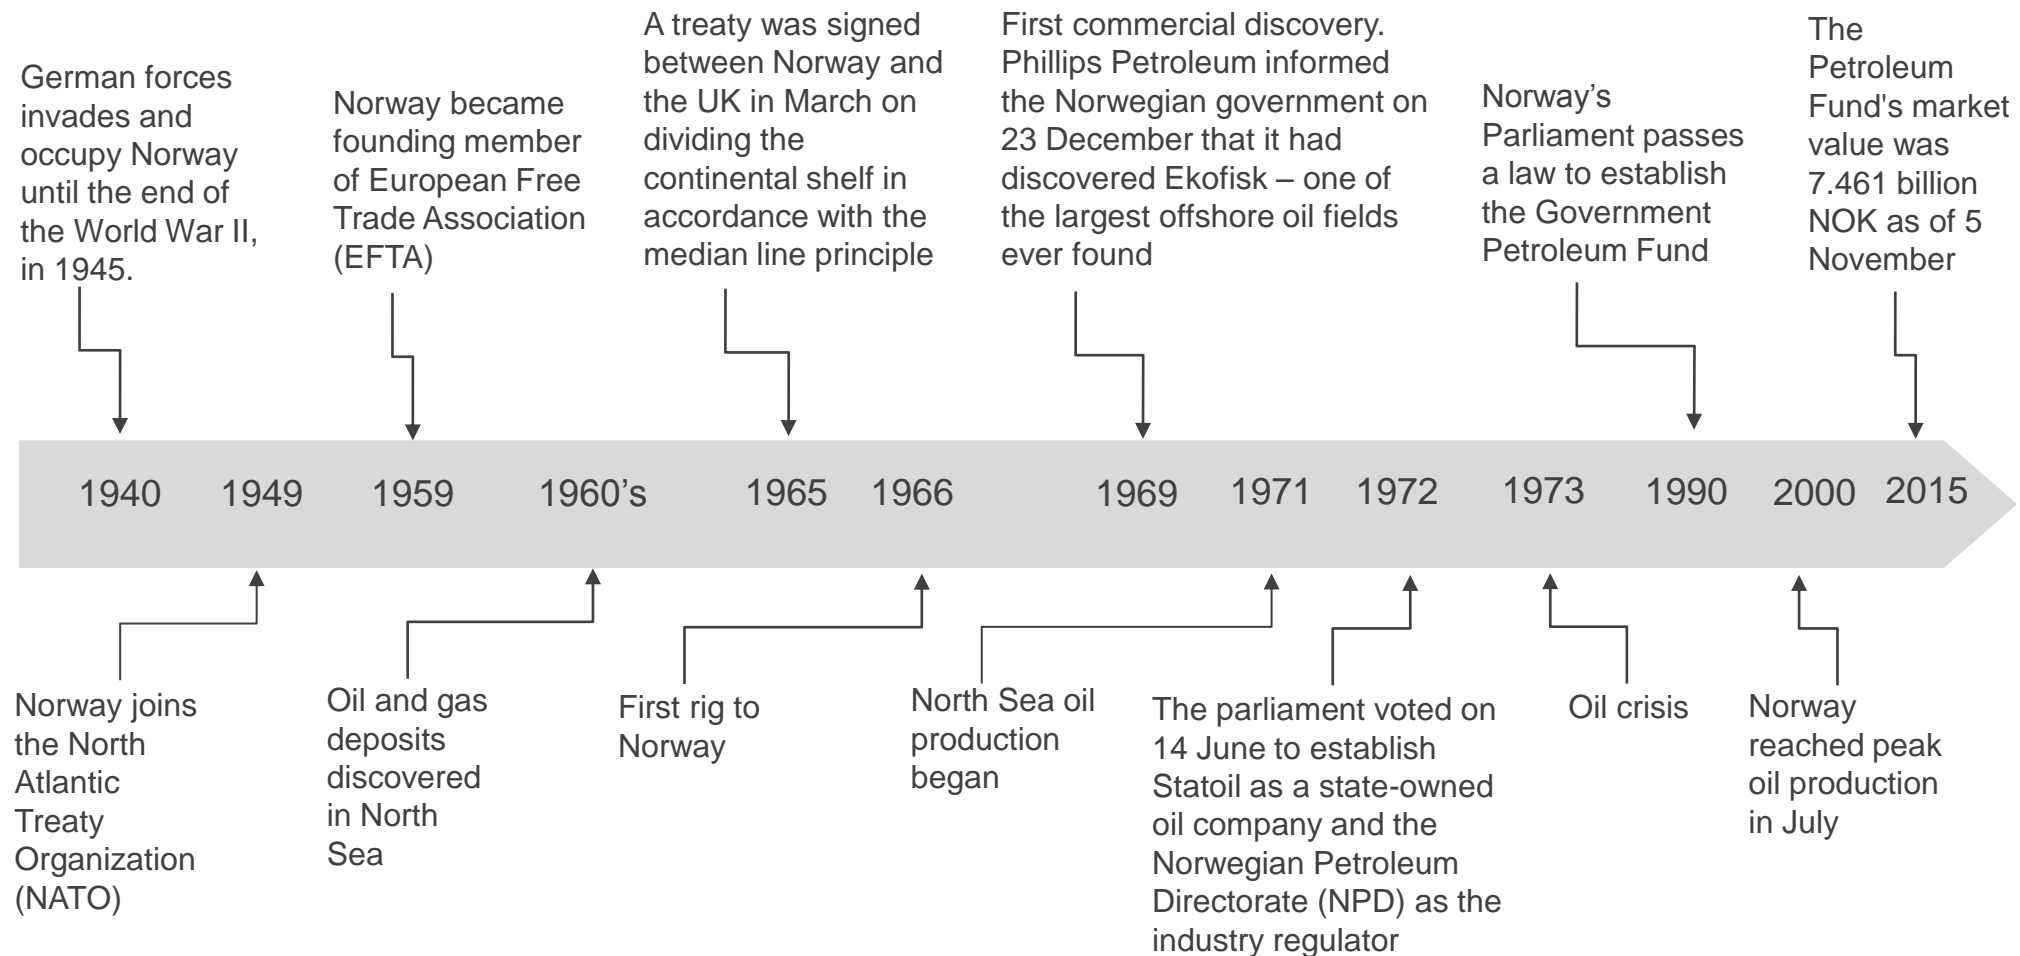 German forces
invades and
occupy Norway
until the end of
the World War II,
in 1945.
Norway became
founding member
of European Free
Trade Association
(EFTA)
A treaty was signed
between Norway and
the UK in March on
dividing the
continental shelf in
accordance with the
median line principle
First commercial discovery.
Phillips Petroleum informed
the Norwegian government on
23 December that it had
discovered Ekofisk – one of
the largest offshore oil fields
ever found
Norway’s
Parliament passes
a law to establish
the Government
Petroleum Fund
The
Petroleum
Fund's market
value was
7.461 billion
NOK as of 5
November
1940 1949 1959 1960’s 1965 1966 1969 1971 1972 1973 1990 2000 2015
Norway joins
the North
Atlantic
Treaty
Organization
(NATO)
Oil and gas
deposits
discovered
in North
Sea
First rig to
Norway
North Sea oil
production
began
The parliament voted on
14 June to establish
Statoil as a state-owned
oil company and the
Norwegian Petroleum
Directorate (NPD) as the
industry regulator
Oil crisis
Norway
reached peak
oil production
in July